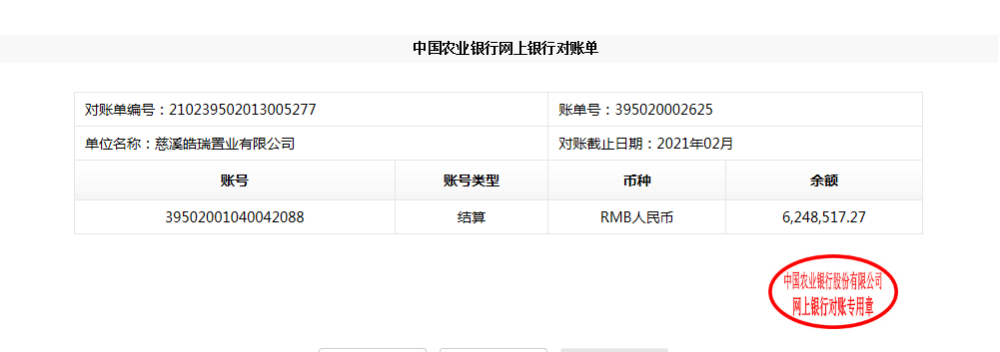 中国农业银行网上银行对账单
对账单编号：210239502013005277
账单号：395020002625
单位名称：慈溪皓瑞置业有限公司
对账截止日期：2021年02月
账号 账号类型 币种 余额
39502001040042088 结算 RMB人民币 6,248,517.27
中国农业银行股份有限公司
网上银行对账专用章